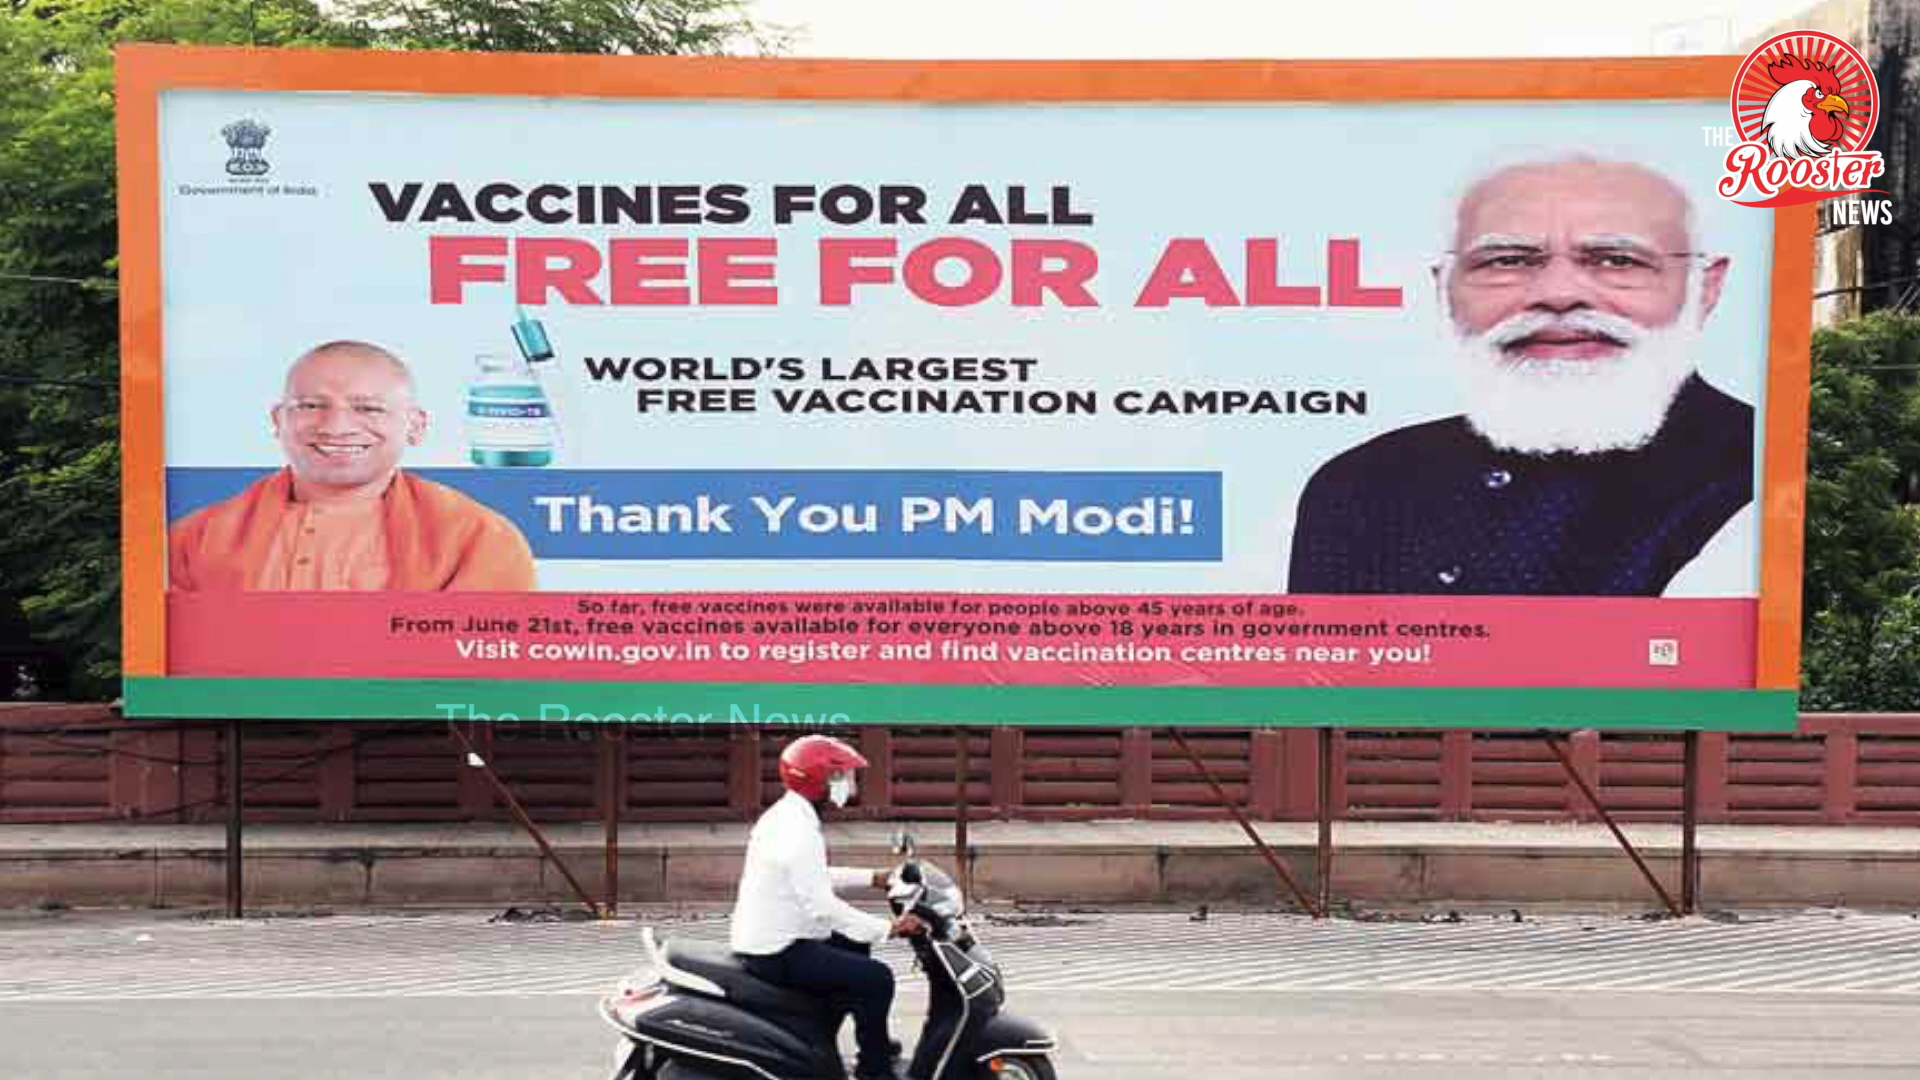 THE
Rooster
NEWS
Government of India
VACCINES FOR ALL
FREE FOR ALL
WORLD'S LARGEST
FREE VACCINATION CAMPAIGN
COVID-19
Thank You PM Modi!
So far, free vaccines were available for people above 45 years of age.
From June 21st, free vaccines available for everyone above 18 years in government centres.
Visit cowin.gov.in to register and find vaccination centres near you!
The Rooster News